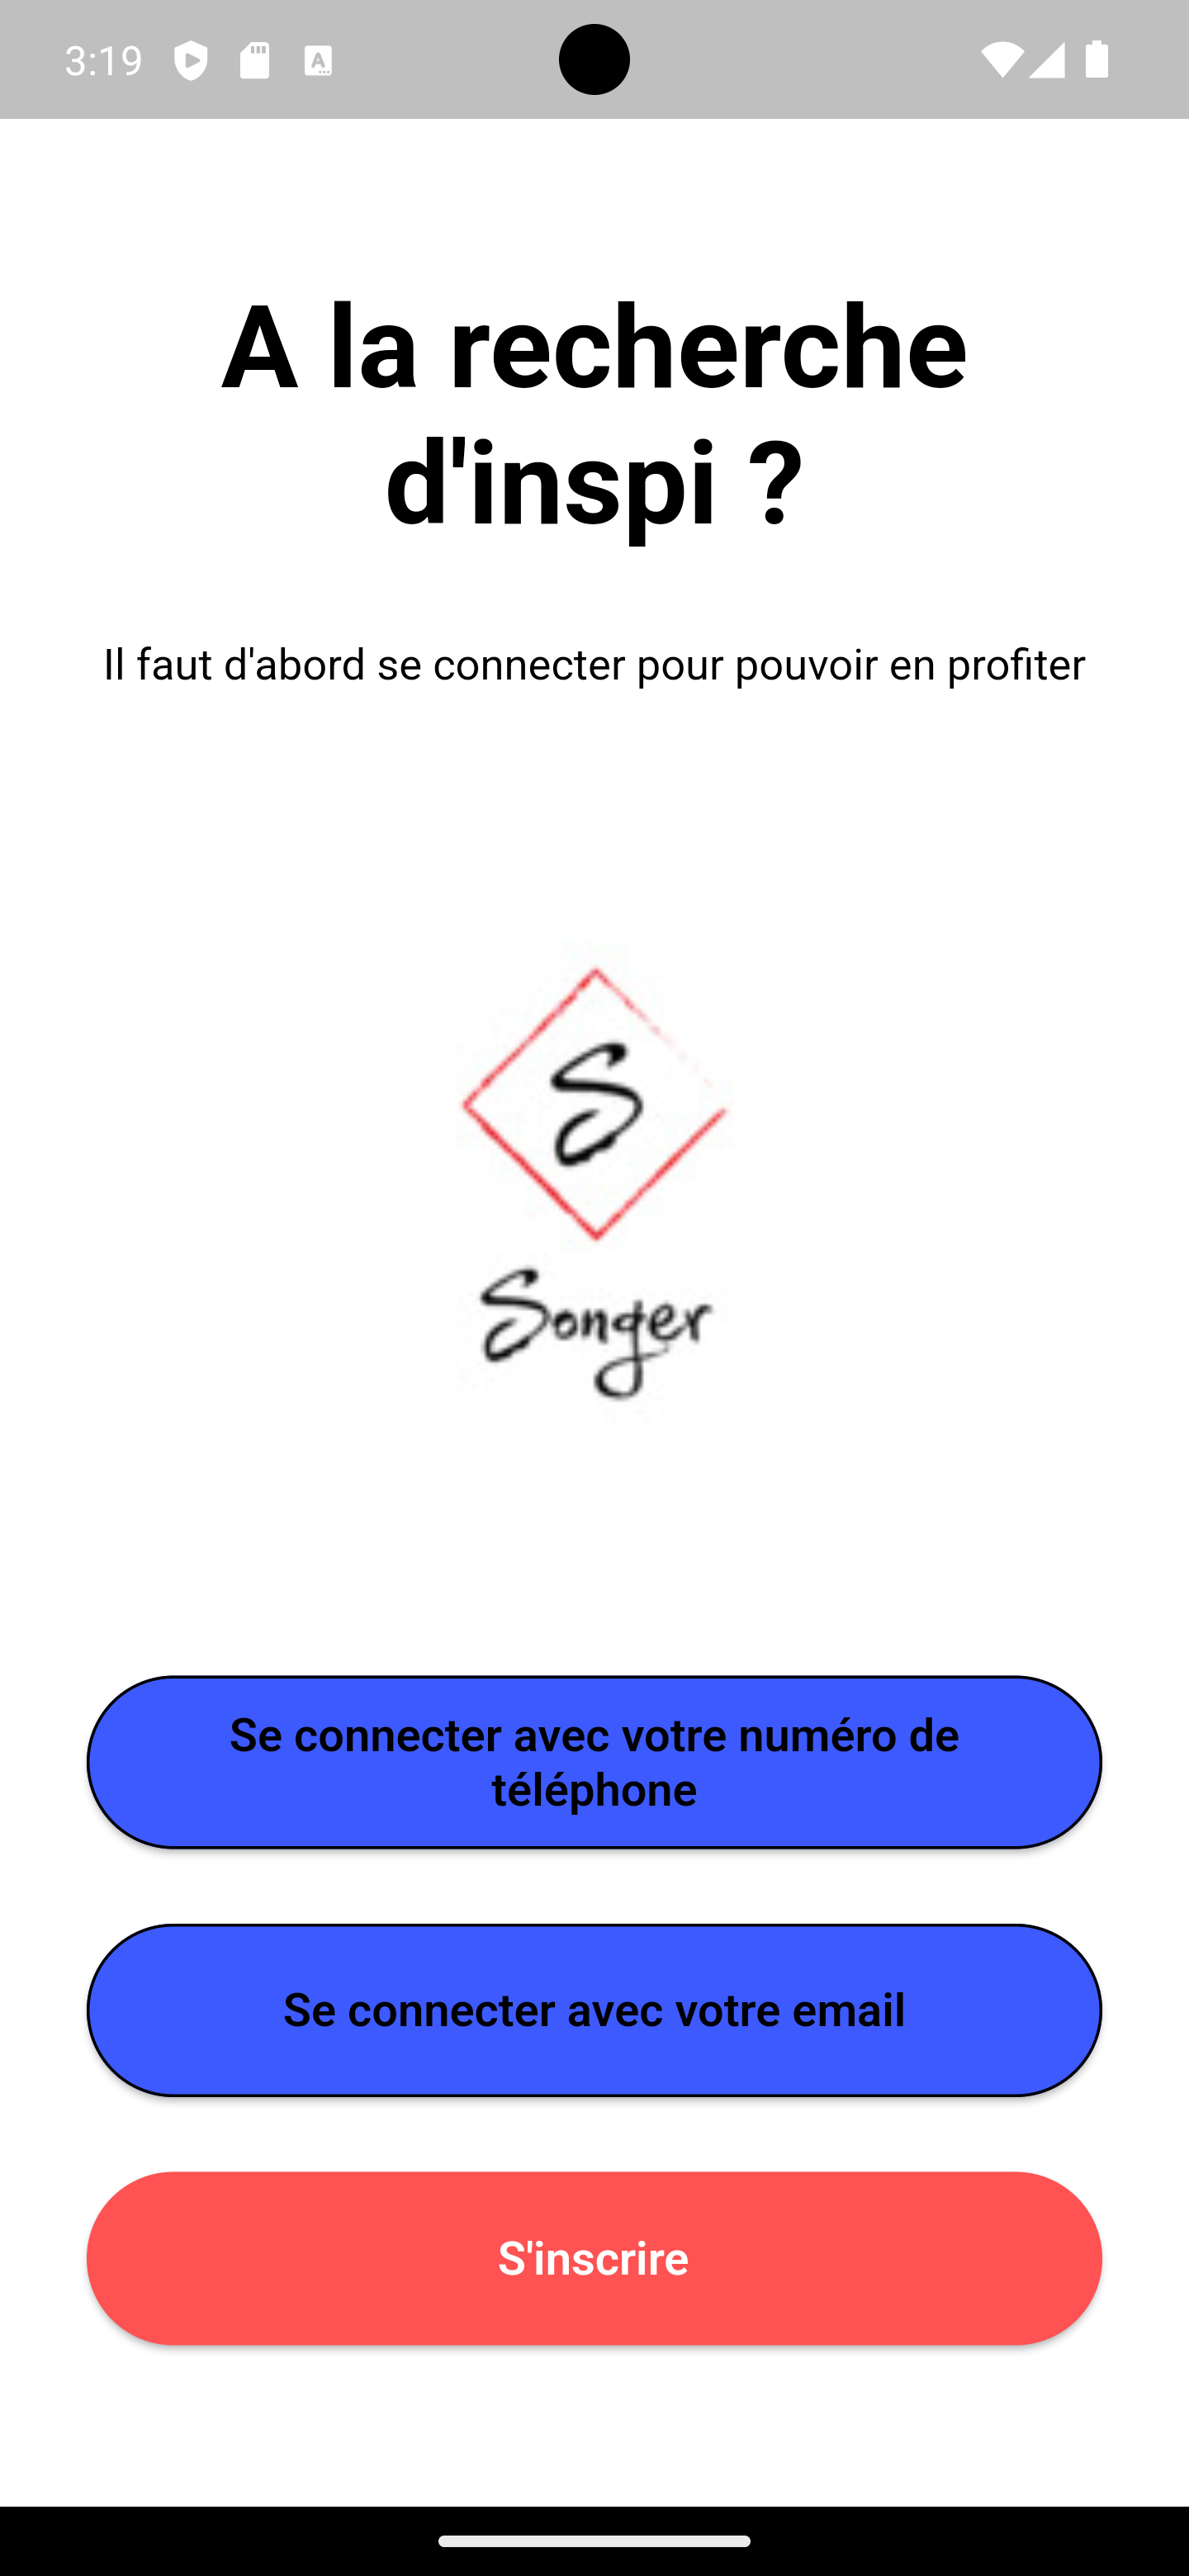 3:19
A la recherche
d'inspi ?
Il faut d'abord se connecter pour pouvoir en profiter
S
Songer
Se connecter avec votre numéro de
téléphone
Se connecter avec votre email
S'inscrire